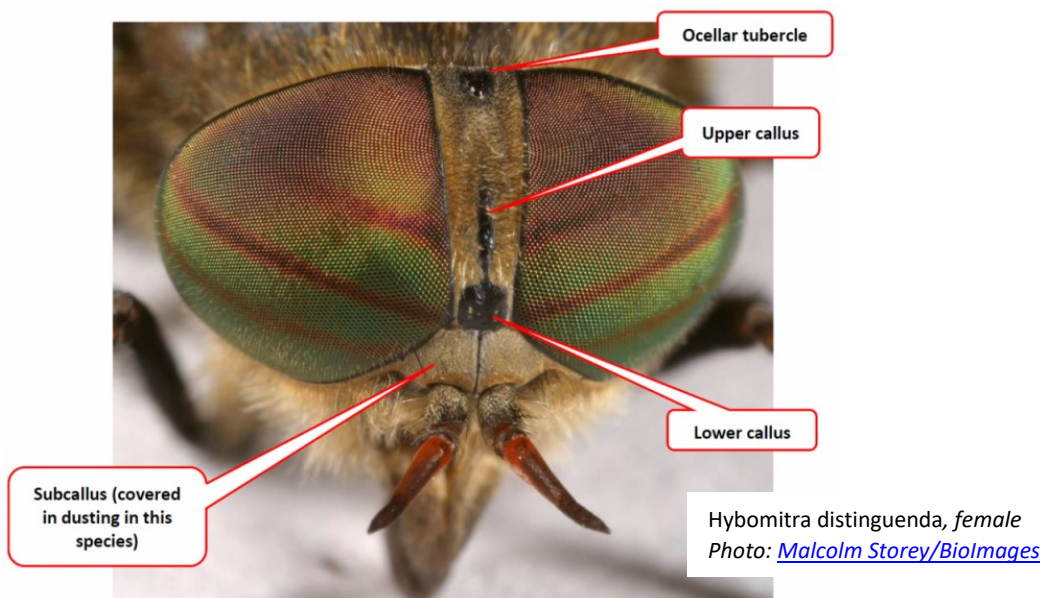 Ocellar tubercle
Upper callus
Lower callus
Subcallus (covered
in dusting in this
species)
Hybomitra distinguenda, female
Photo: Malcolm Storey/BioImages